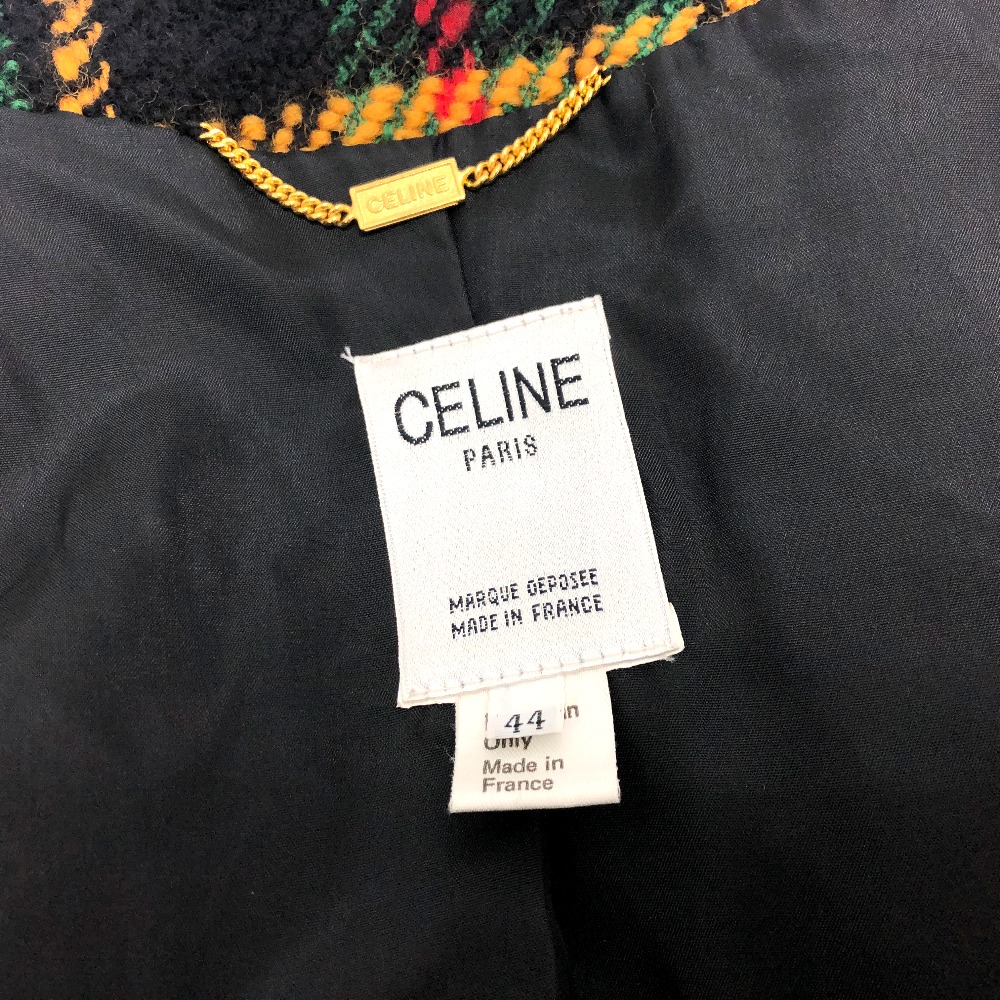 CELINE
CELINE
PARIS
MARQUE DEPOSEE
MADE IN FRANCE
44
Only
Made in
France